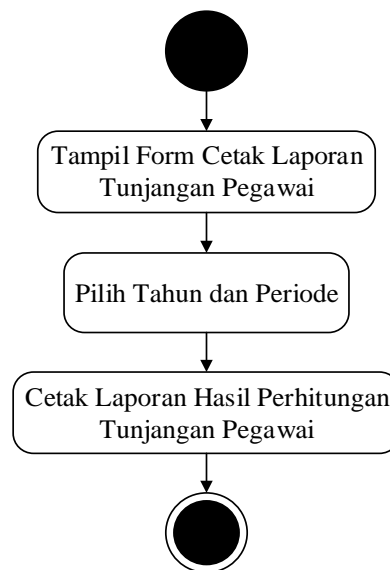 Tampil Form Cetak Laporan
Tunjangan Pegawai
Pilih Tahun dan Periode
Cetak Laporan Hasil Perhitungan
Tunjangan Pegawai